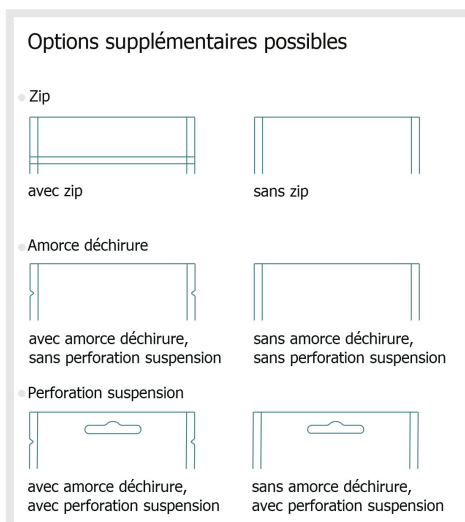 Options supplémentaires possibles
Zip
avec zip
sans zip
Amorce déchirure
avec amorce déchirure,
sans perforation suspension
sans amorce déchirure,
sans perforation suspension
Perforation suspension
avec amorce déchirure,
avec perforation suspension
sans amorce déchirure,
avec perforation suspension